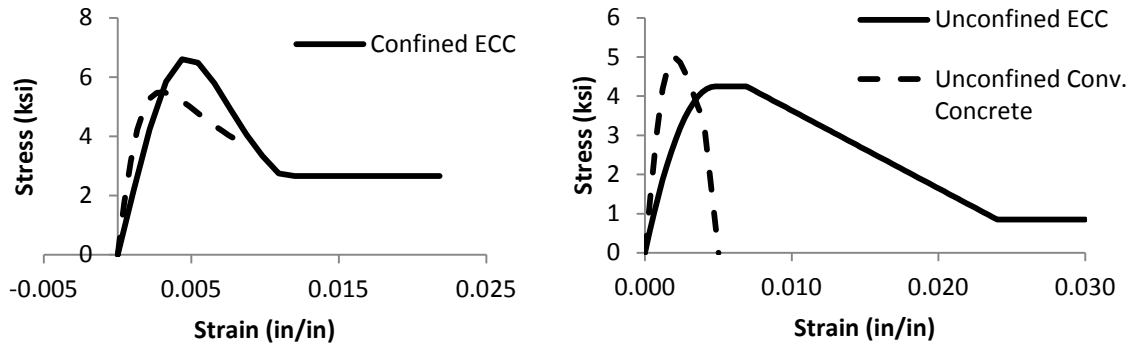 8
6
4
2
0
-0.005
0.005
0.015
0.025
Stress (ksi)
Strain (in/in)
Confined ECC
6
5
4
3
2
1
0
0.000
0.010
0.020
0.030
Stress (ksi)
Strain (in/in)
Unconfined ECC
Unconfined Conv.
Concrete